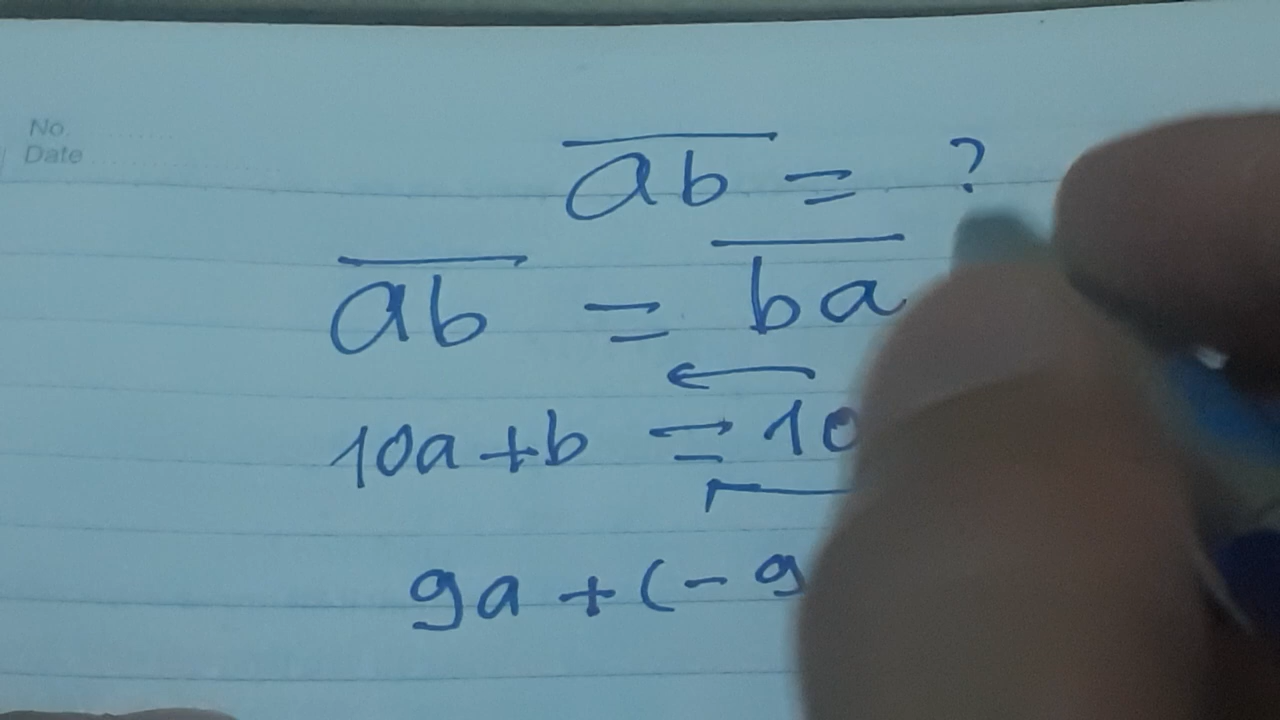 No.
Date
ab = ?
ab = ba
10a+b = 10
9a + (- 9